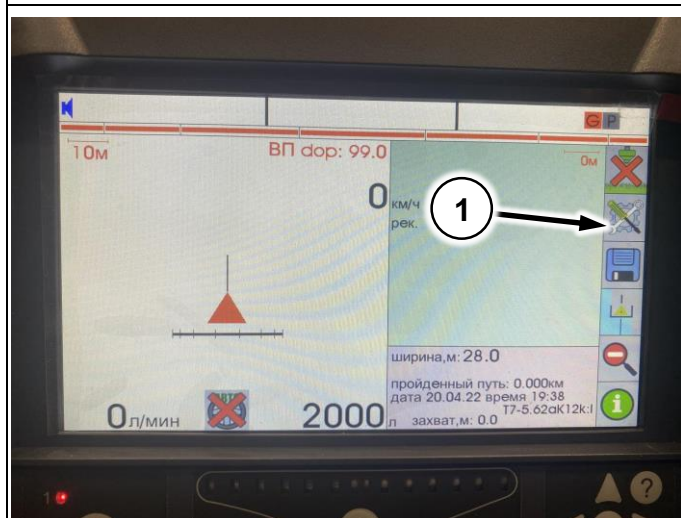 G P
10м
ВП dop: 99.0
0м
0 км/ч
рек.
1
ширина,м: 28.0
пройденный путь: 0.000км
дата 20.04.22 время 19:38
T7-5.62aK12k:I
0 л/мин
2000 л
захват,м: 0.0
1
?